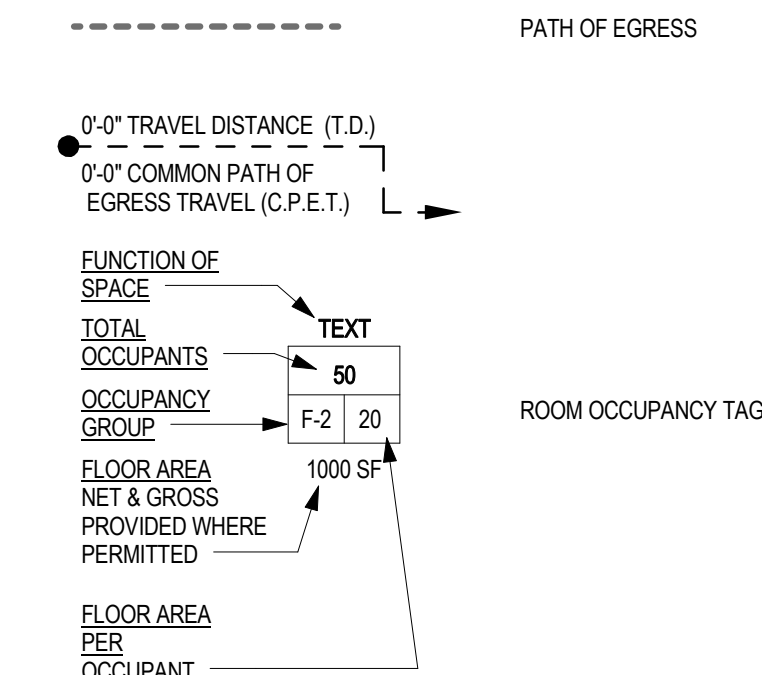 PATH OF EGRESS
0'-0" TRAVEL DISTANCE (T.D.)
0'-0" COMMON PATH OF
EGRESS TRAVEL (C.P.E.T.)
FUNCTION OF
SPACE
TEXT
TOTAL
OCCUPANTS
50
OCCUPANCY
GROUP
F-2 20
ROOM OCCUPANCY TAG
FLOOR AREA
NET & GROSS
PROVIDED WHERE
PERMITTED
1000 SF
FLOOR AREA
PER
OCCUPANT